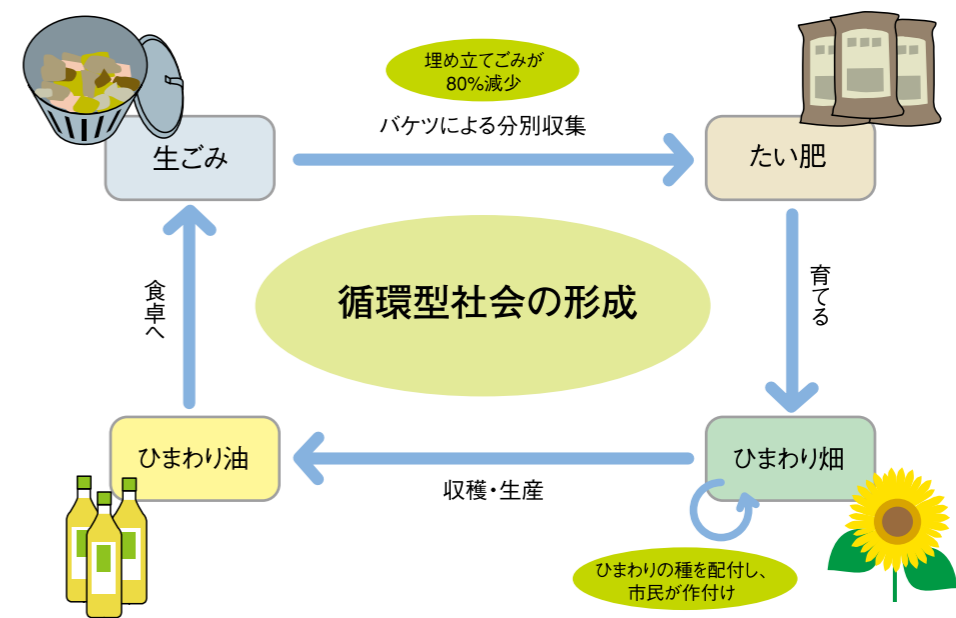 埋め立てごみが
80%減少
バケツによる分別収集
生ごみ
たい肥
循環型社会の形成
食卓へ
育てる
ひまわり油
ひまわり畑
収穫・生産
ひまわりの種を配付し、
市民が作付け